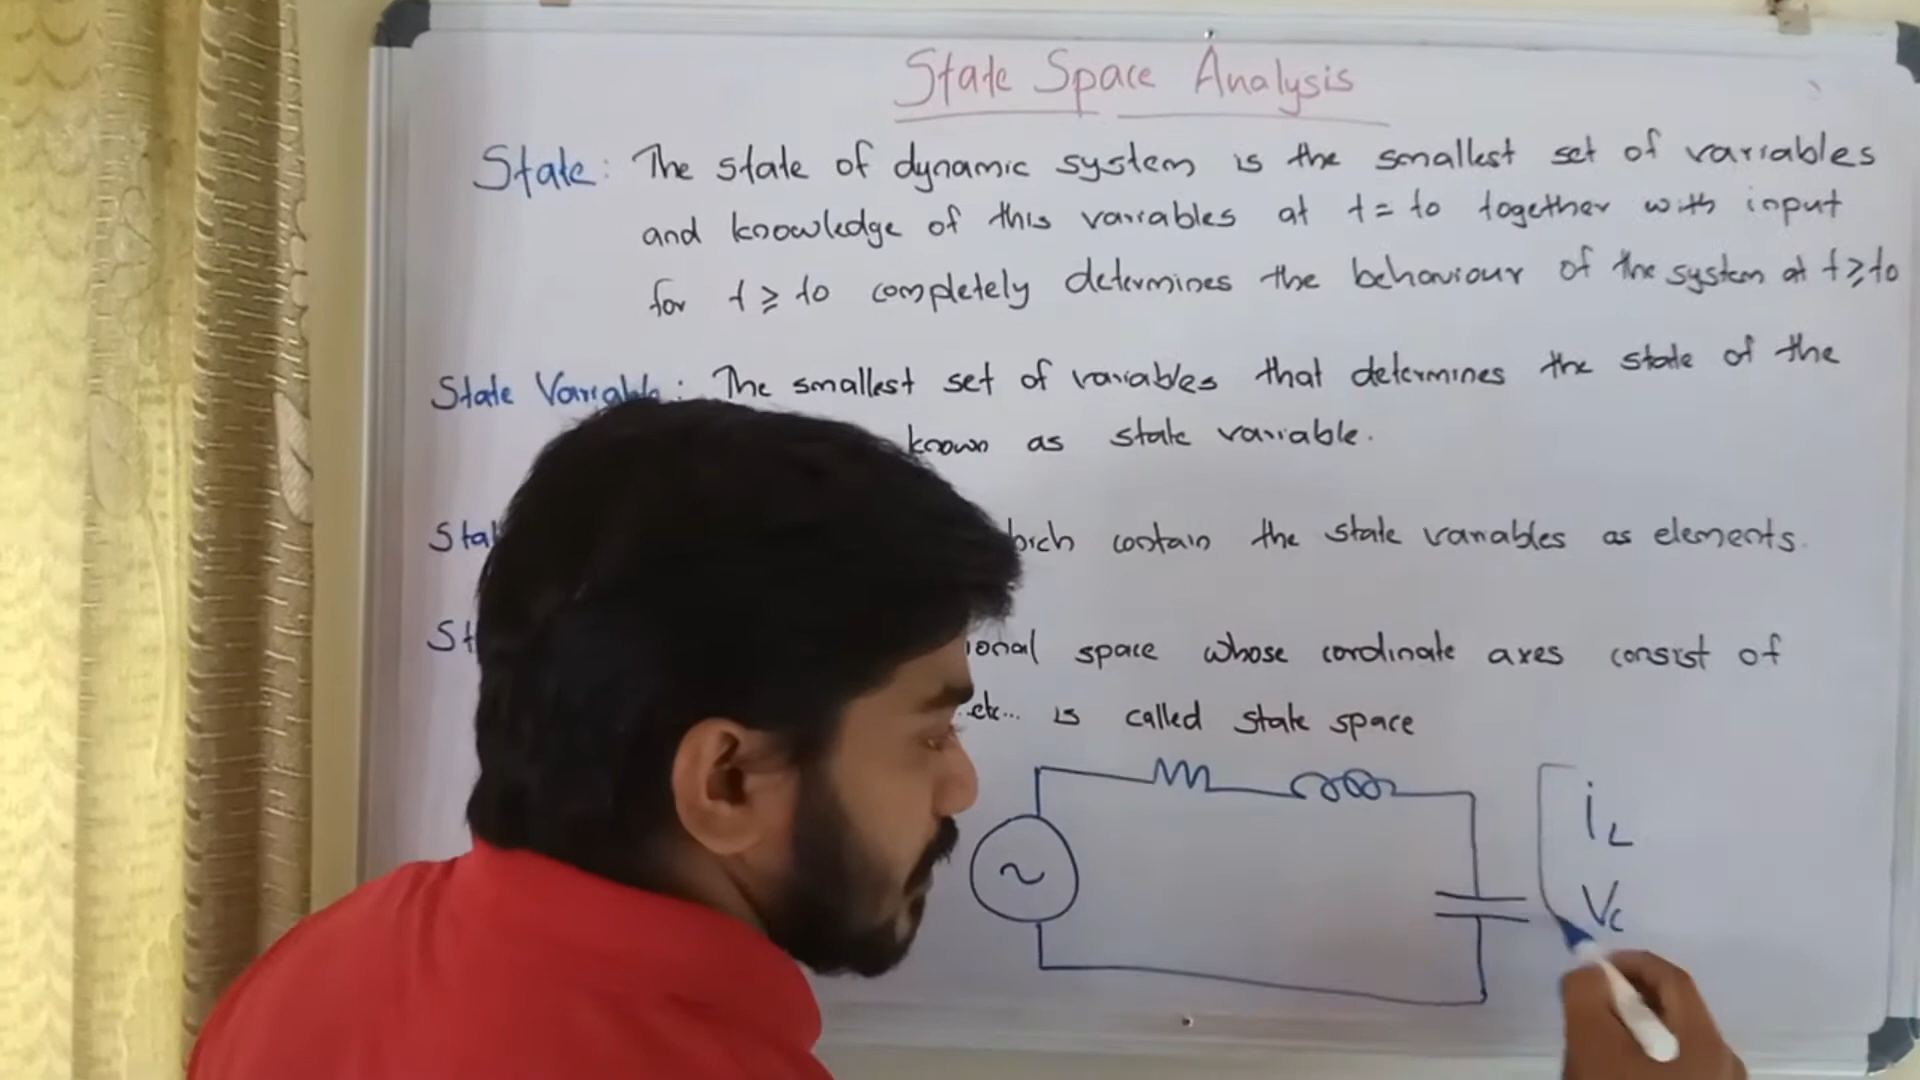 State Space Analysis
State: The state of dynamic system is the smallest set of variables
and knowledge of this variables at t = to together with input
for t ≥ to completely determines the behaviour of the system at t ≥ to
State Variable: The smallest set of variables that determines the state of the
known as state variable.
contain the state variables as elements.
space whose cordinate axes consist of
etc... is called state space
iL
Vc